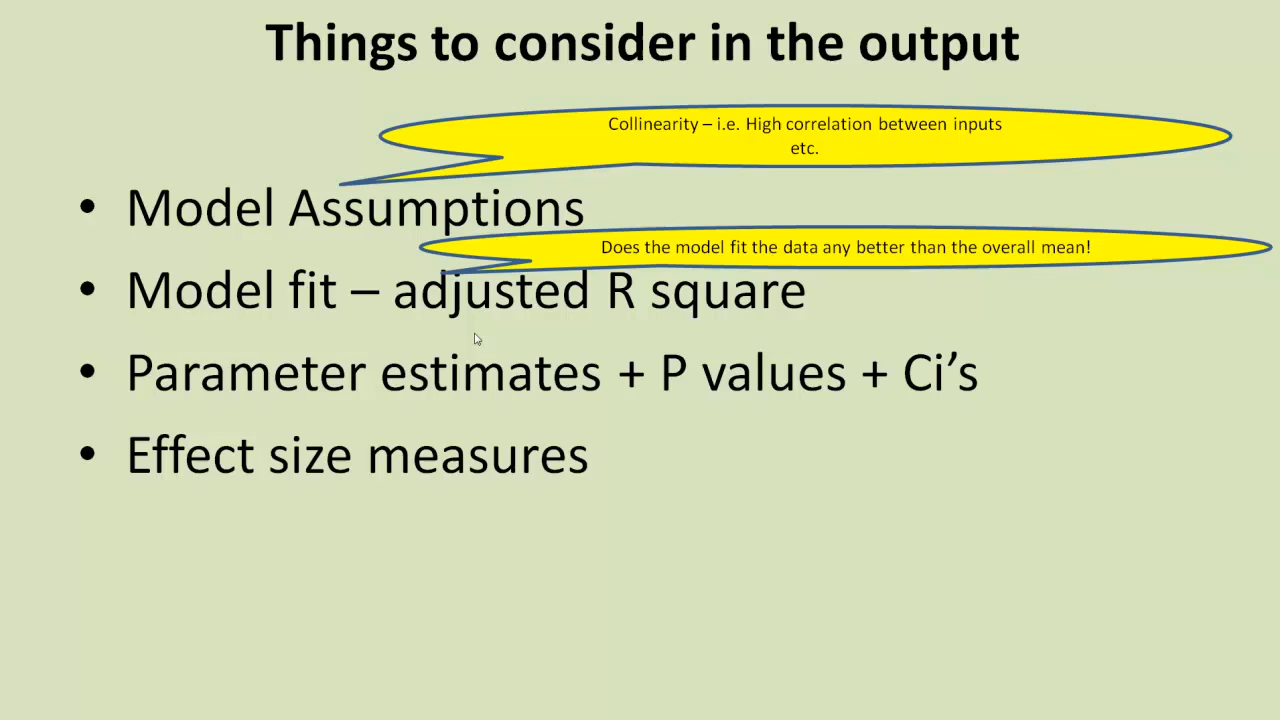 Things to consider in the output
Collinearity – i.e. High correlation between inputs
etc.
• Model Assumptions
Does the model fit the data any better than the overall mean!
• Model fit – adjusted R square
• Parameter estimates + P values + Ci’s
• Effect size measures